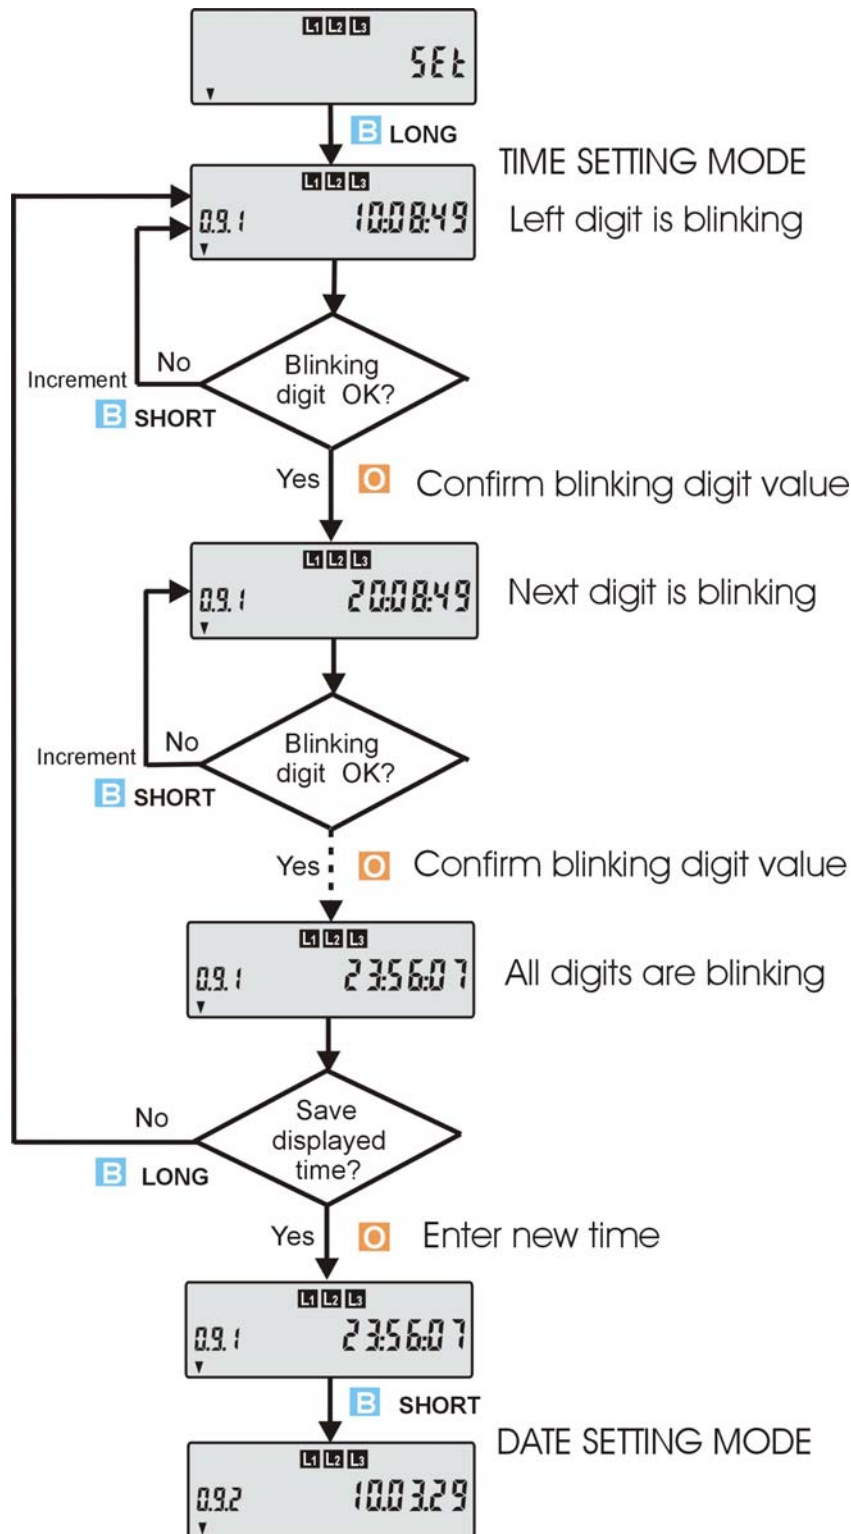 L1 L2 L3
SEt
B LONG
TIME SETTING MODE
L1 L2 L3
0.9.1 10:08:49
Left digit is blinking
Blinking
digit OK?
No
Increment
B SHORT
Yes O Confirm blinking digit value
L1 L2 L3
0.9.1 20:08:49
Next digit is blinking
Blinking
digit OK?
No
Increment
B SHORT
Yes O Confirm blinking digit value
L1 L2 L3
0.9.1 23:56:07
All digits are blinking
Save
displayed
time?
No
B LONG
Yes O Enter new time
L1 L2 L3
0.9.1 23:56:07
B SHORT
DATE SETTING MODE
L1 L2 L3
0.9.2 10.03.29